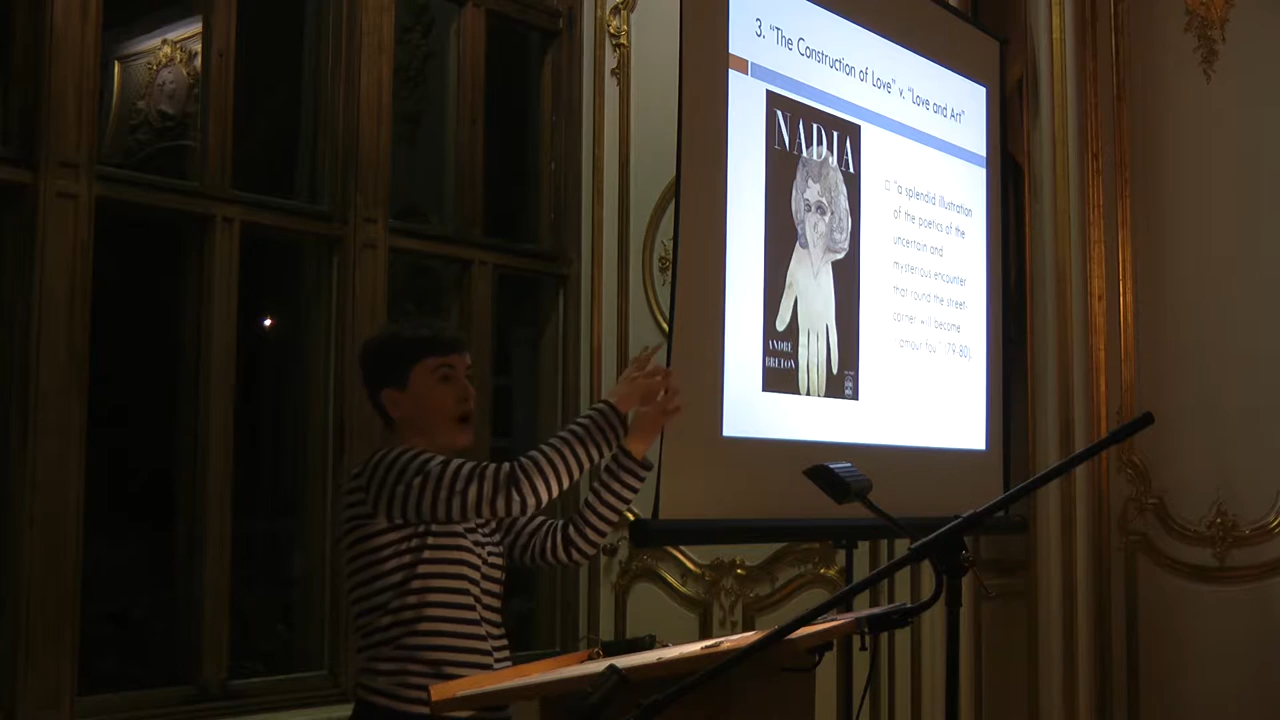 3. "The Construction of Love" v. "Love and Art"
NADJA
ANDRÉ
BRETON
"a splendid illustration
of the poetics of the
uncertain and
mysterious encounter
that round the street-
corner will become
amour fou" (79-80).